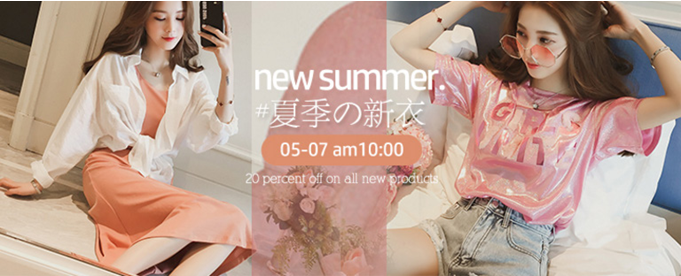 new summer.
#夏季の新衣
05-07 am10:00
20 percent off on all new products